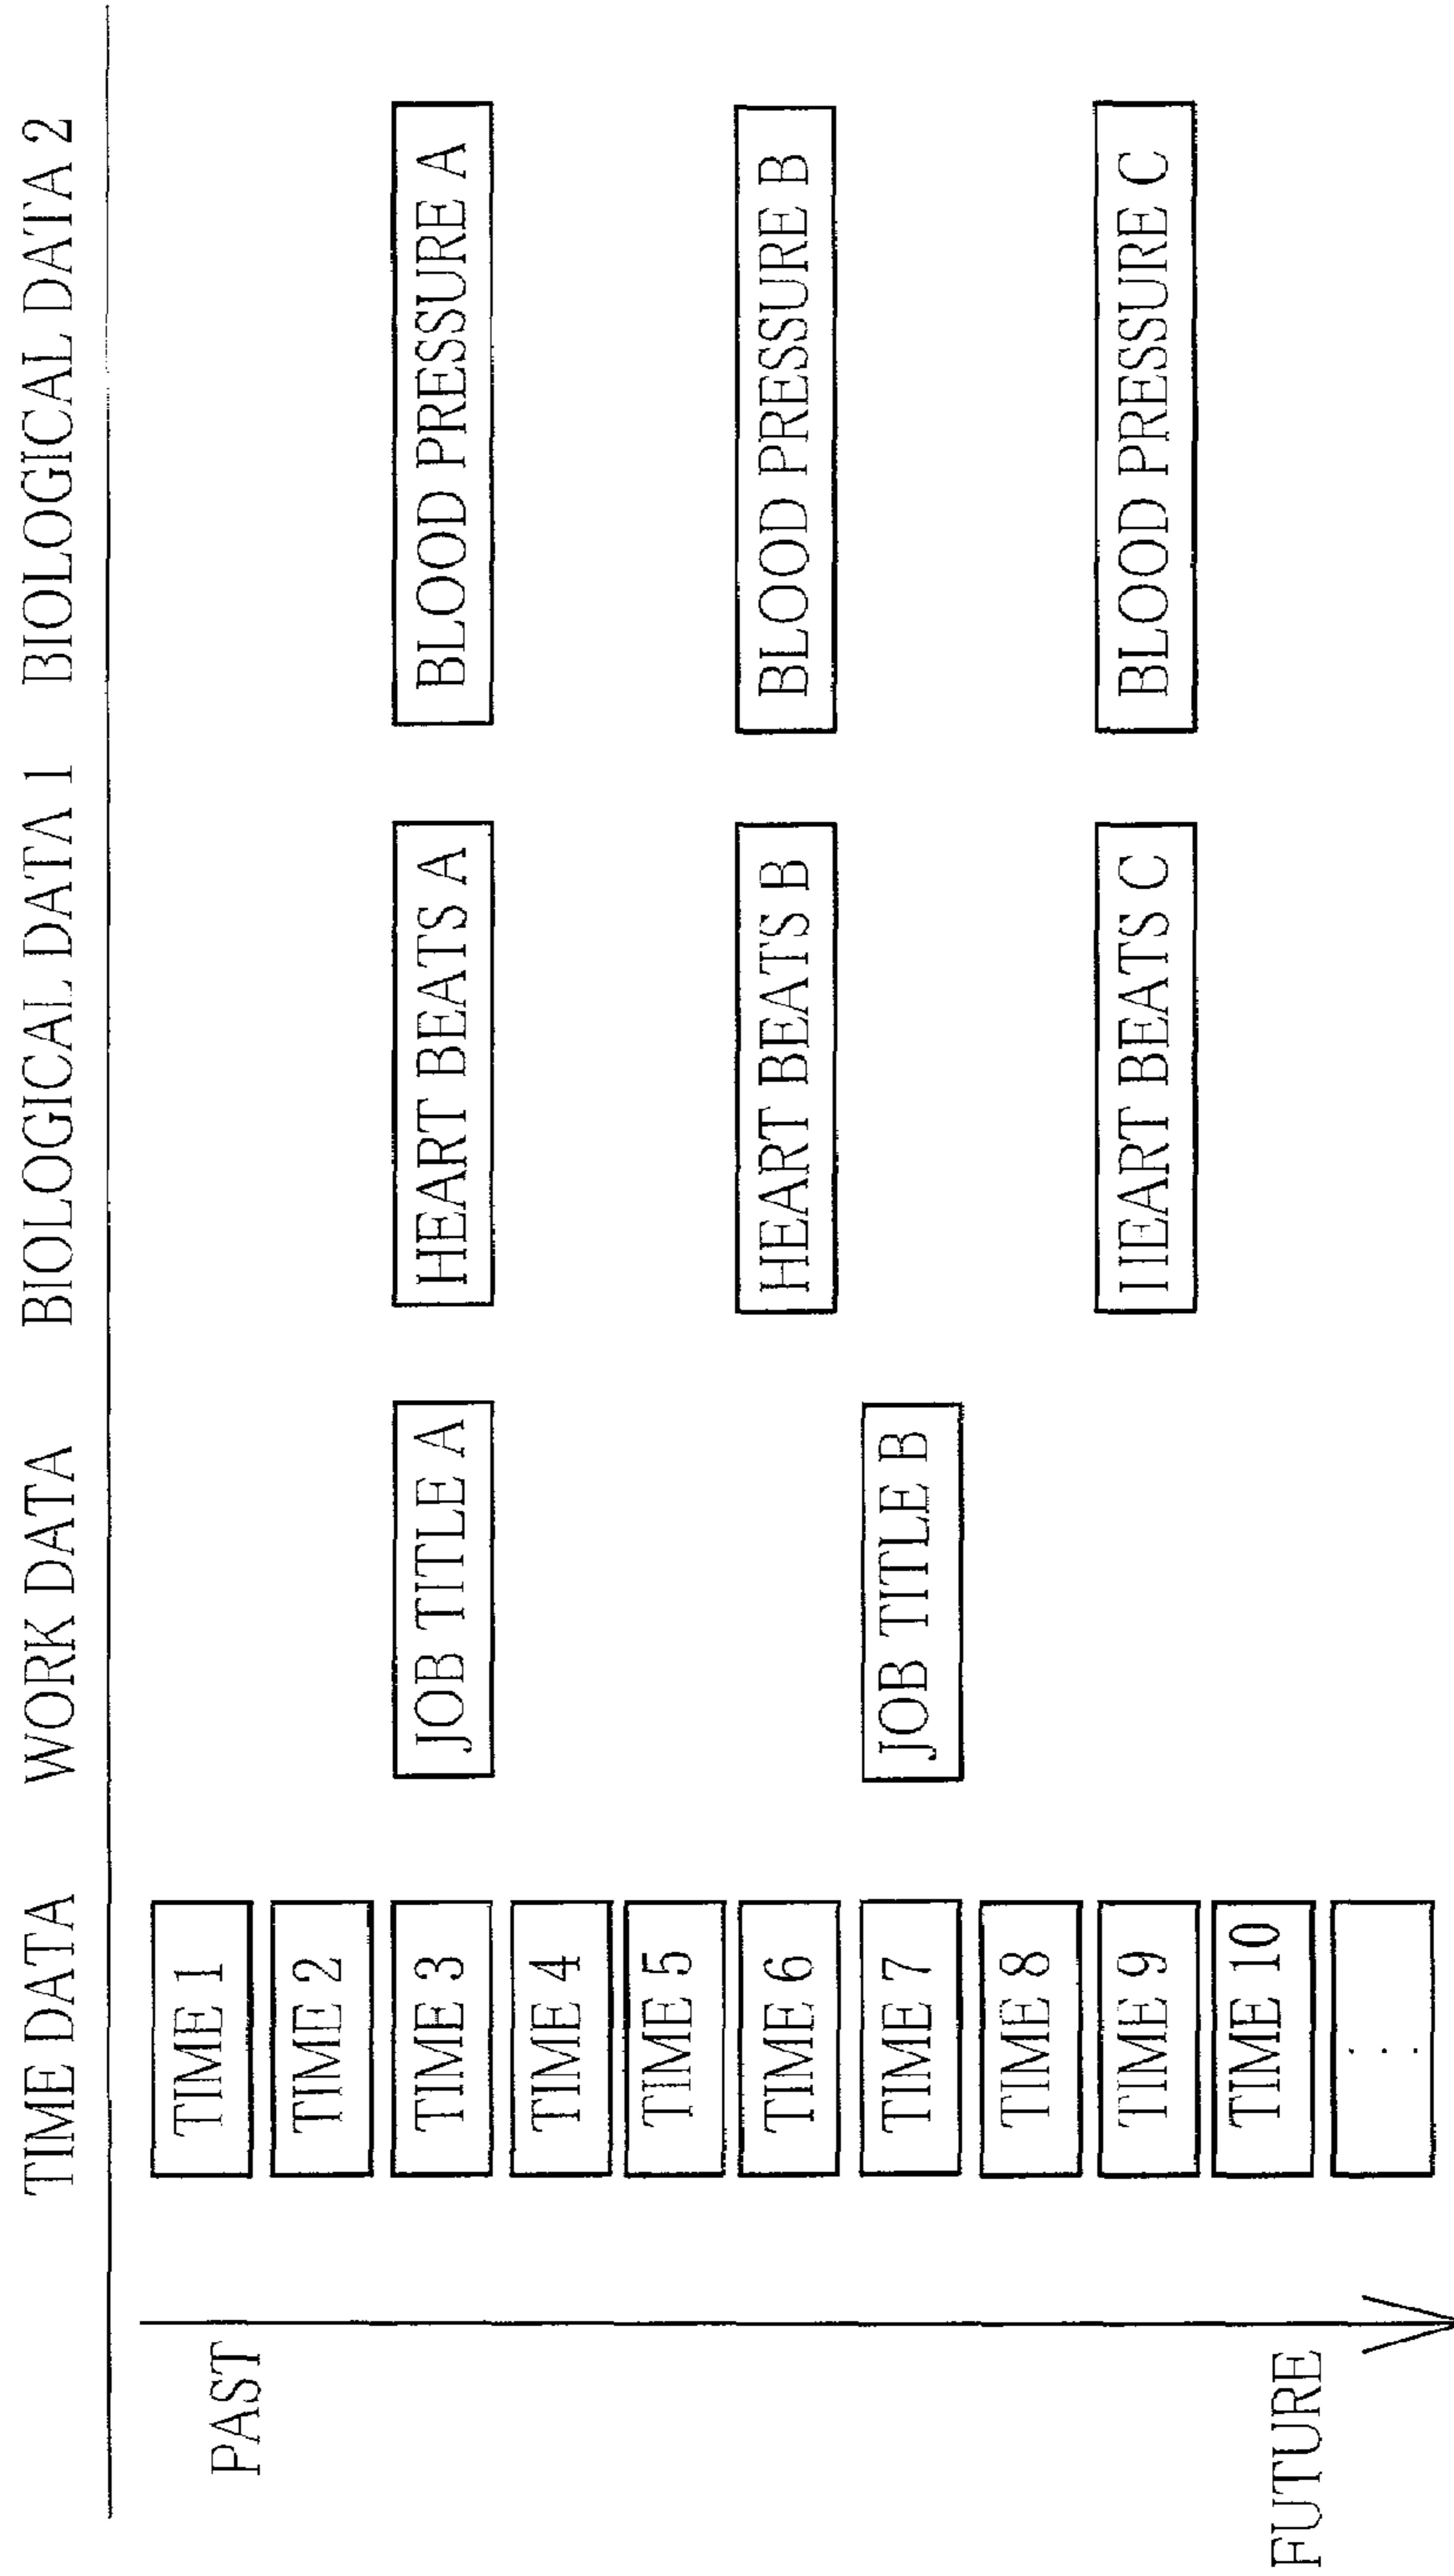 TIME DATA WORK DATA BIOLOGICAL DATA 1 BIOLOGICAL DATA 2
PAST TIME 1
TIME 2
TIME 3 JOB TITLE A HEART BEATS A BLOOD PRESSURE A
TIME 4
TIME 5
TIME 6 HEART BEATS B BLOOD PRESSURE B
TIME 7 JOB TITLE B
TIME 8
TIME 9 HEART BEATS C BLOOD PRESSURE C
FUTURE TIME 10
⋮